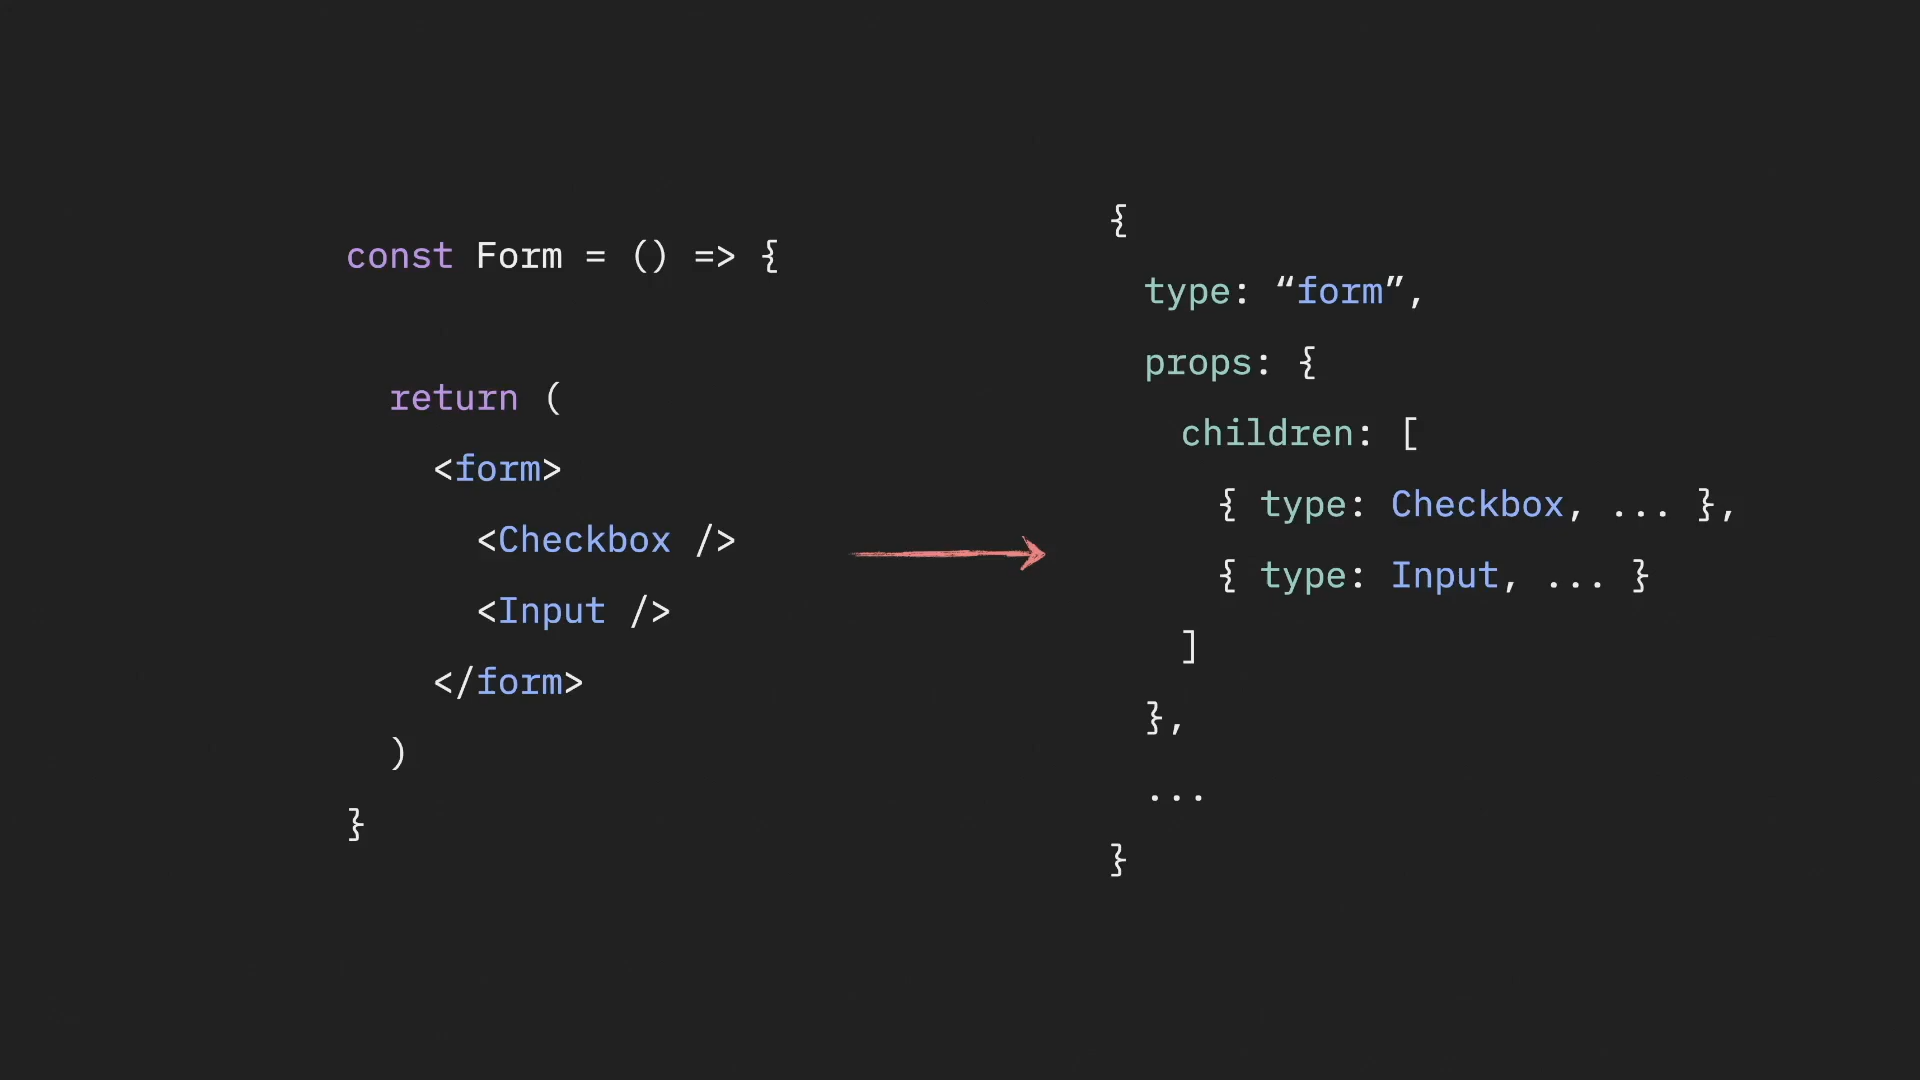 const Form = () => {
return (
<form>
<Checkbox />
<Input />
</form>
)
}
{
type: “form”,
props: {
children: [
{ type: Checkbox, ... },
{ type: Input, ... }
]
},
...
}